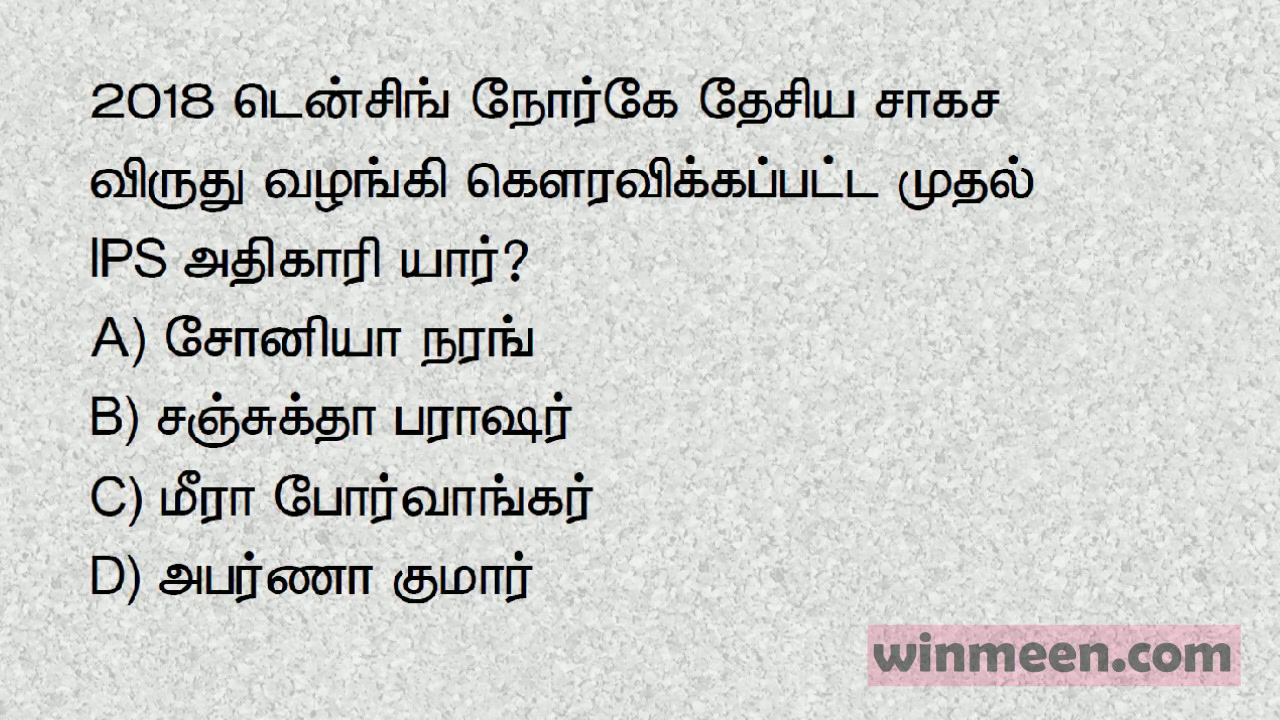 2018 டென்சிங் நோர்கே தேசிய சாகச
விருது வழங்கி கௌரவிக்கப்பட்ட முதல்
IPS அதிகாரி யார்?
A) சோனியா நரங்
B) சஞ்சுக்தா பராஷர்
C) மீரா போர்வாங்கர்
D) அபர்ணா குமார்
winmeen.com